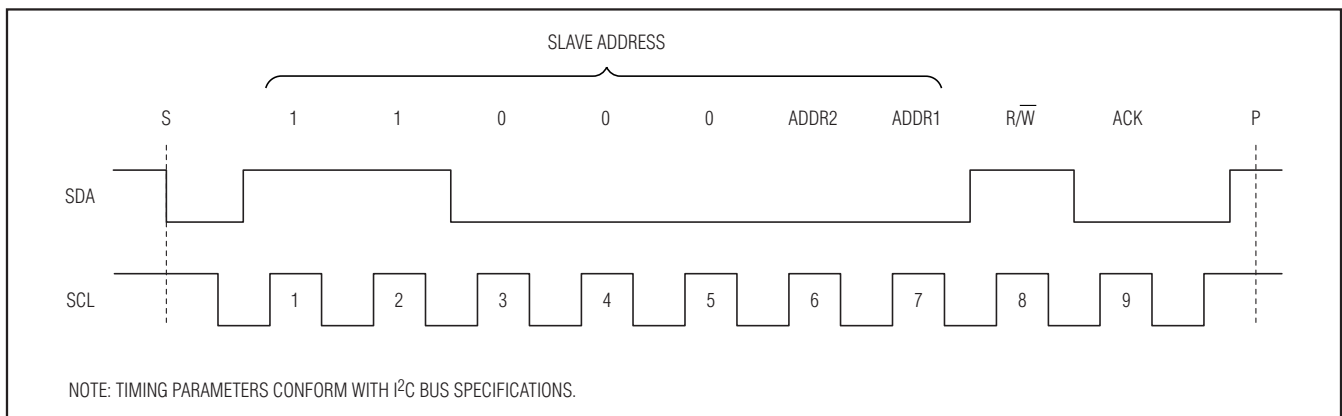 SLAVE ADDRESS
S 1 1 0 0 0 ADDR2 ADDR1 R/W̅ ACK P
SDA
SCL 1 2 3 4 5 6 7 8 9
NOTE: TIMING PARAMETERS CONFORM WITH I²C BUS SPECIFICATIONS.